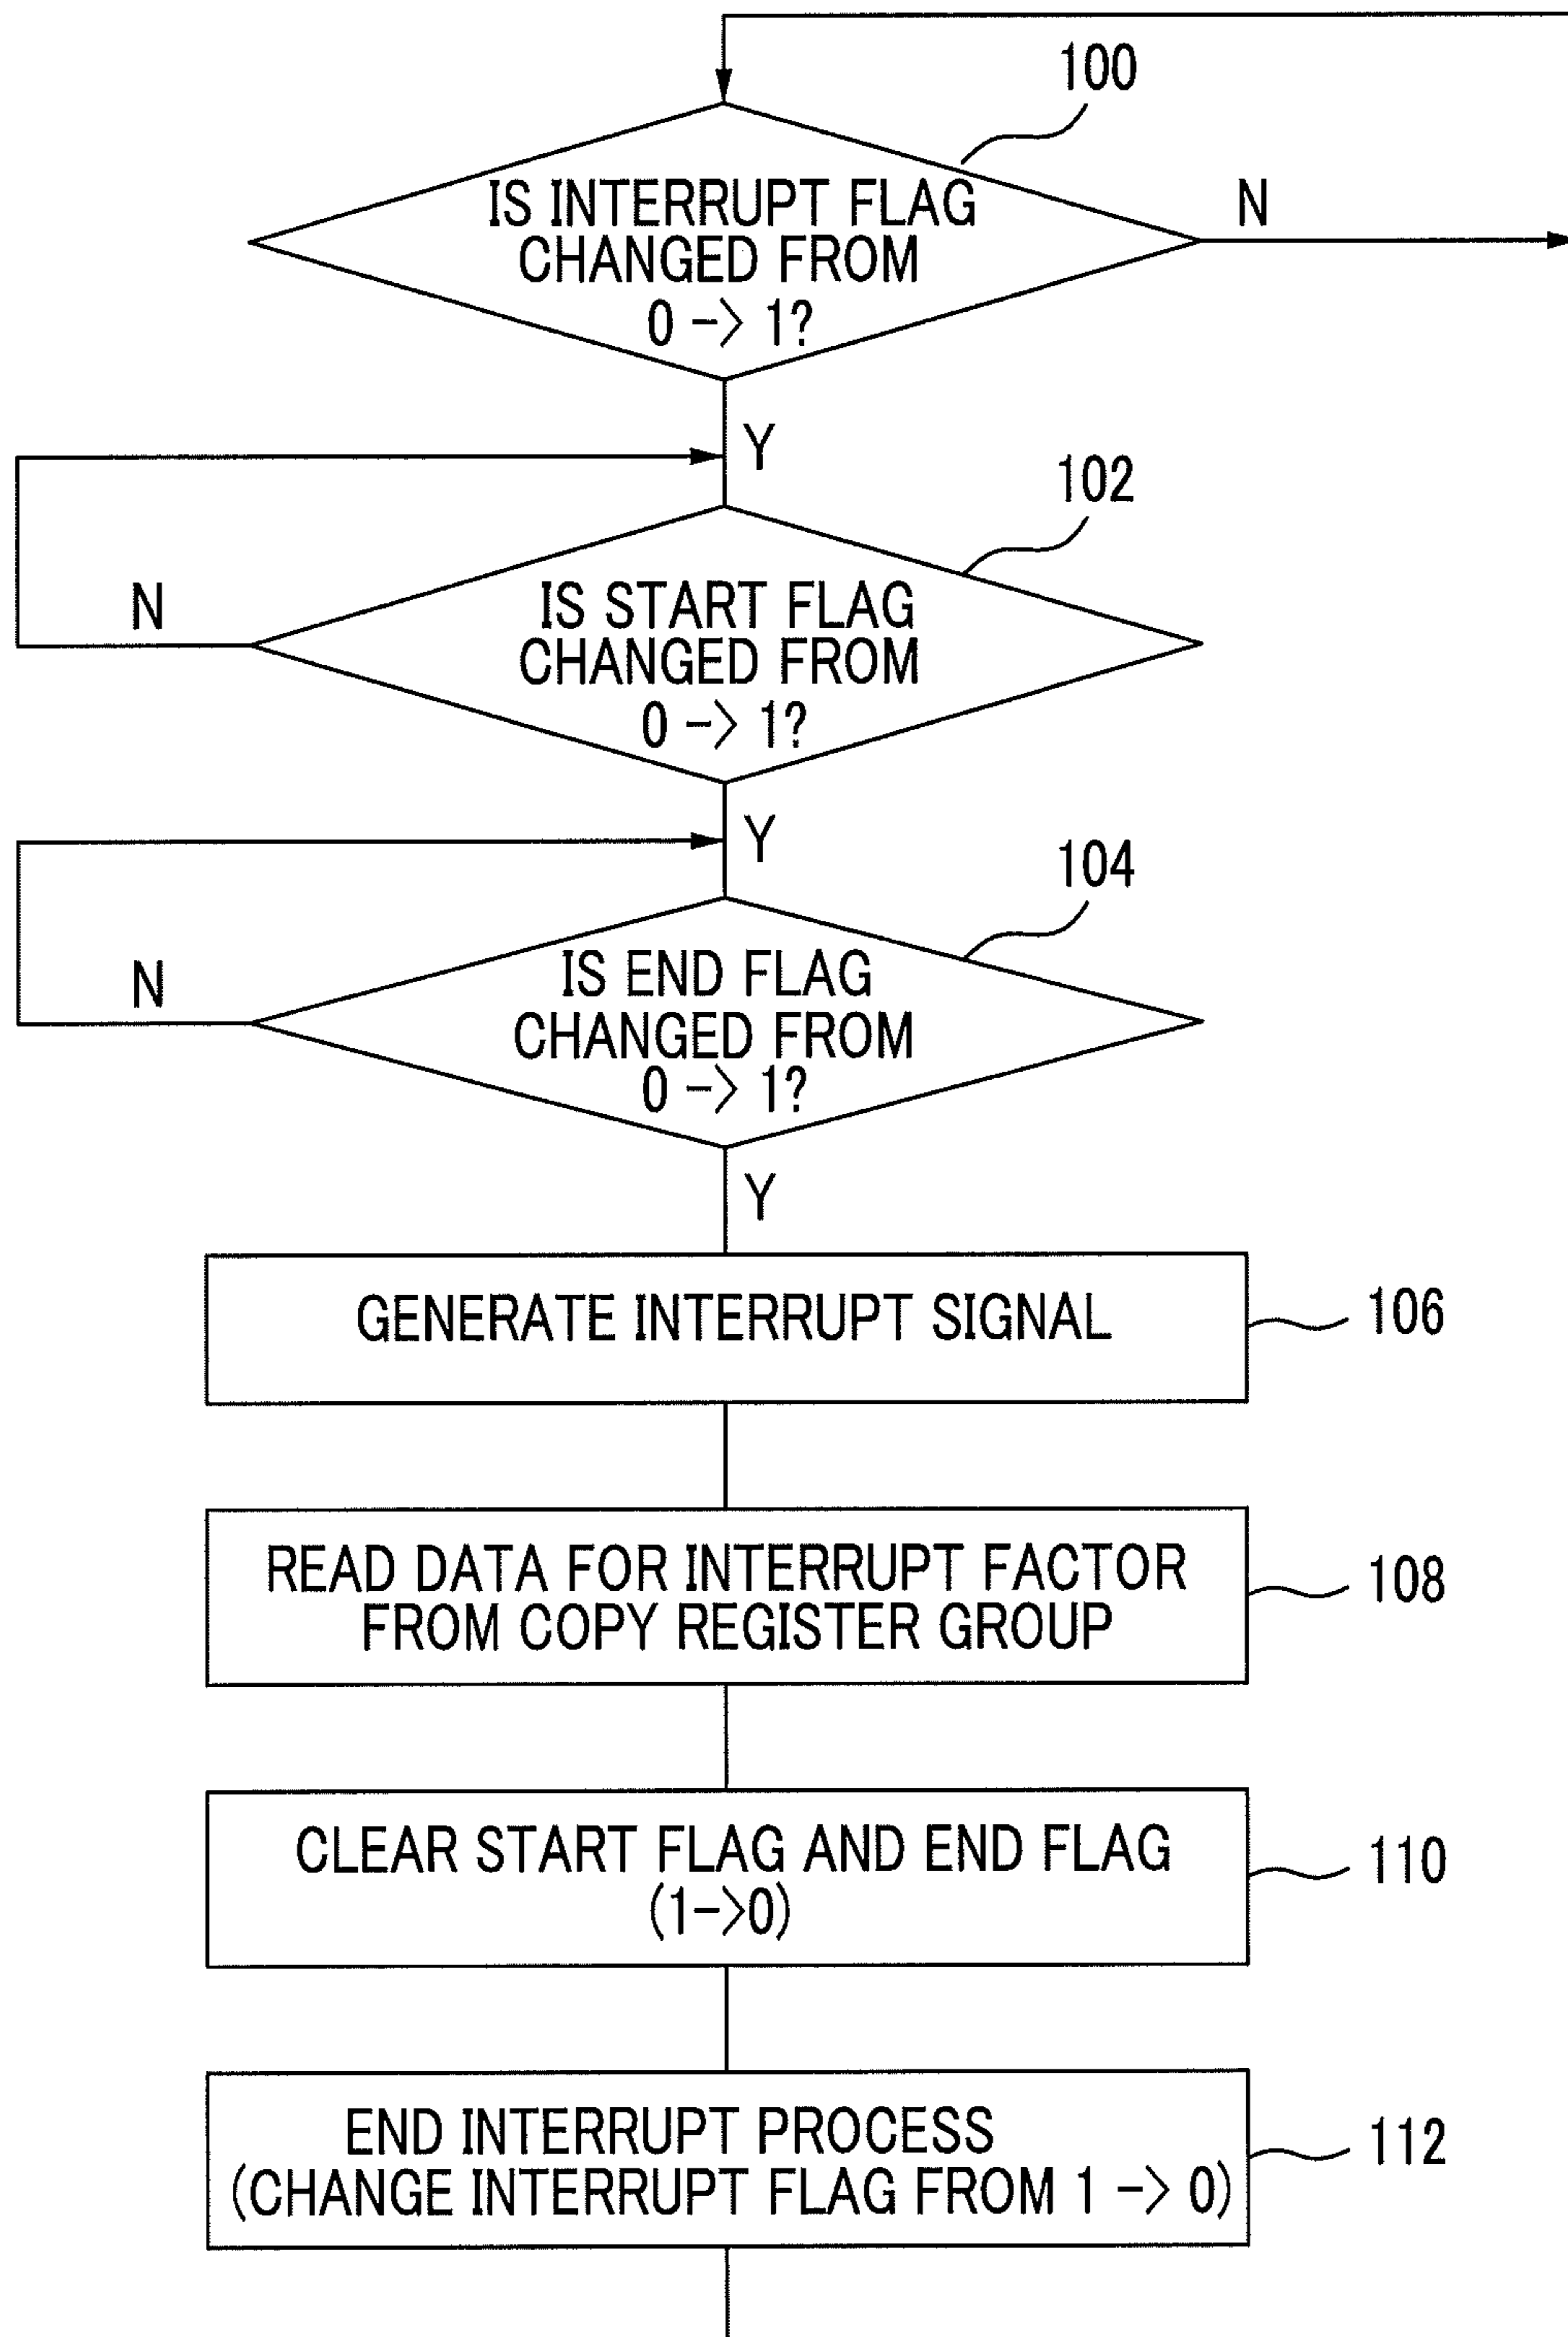 100
IS INTERRUPT FLAG
CHANGED FROM
0 -> 1?
N
Y
102
IS START FLAG
CHANGED FROM
0 -> 1?
N
Y
104
IS END FLAG
CHANGED FROM
0 -> 1?
N
Y
GENERATE INTERRUPT SIGNAL
106
READ DATA FOR INTERRUPT FACTOR
FROM COPY REGISTER GROUP
108
CLEAR START FLAG AND END FLAG
(1->0)
110
END INTERRUPT PROCESS
(CHANGE INTERRUPT FLAG FROM 1 -> 0)
112